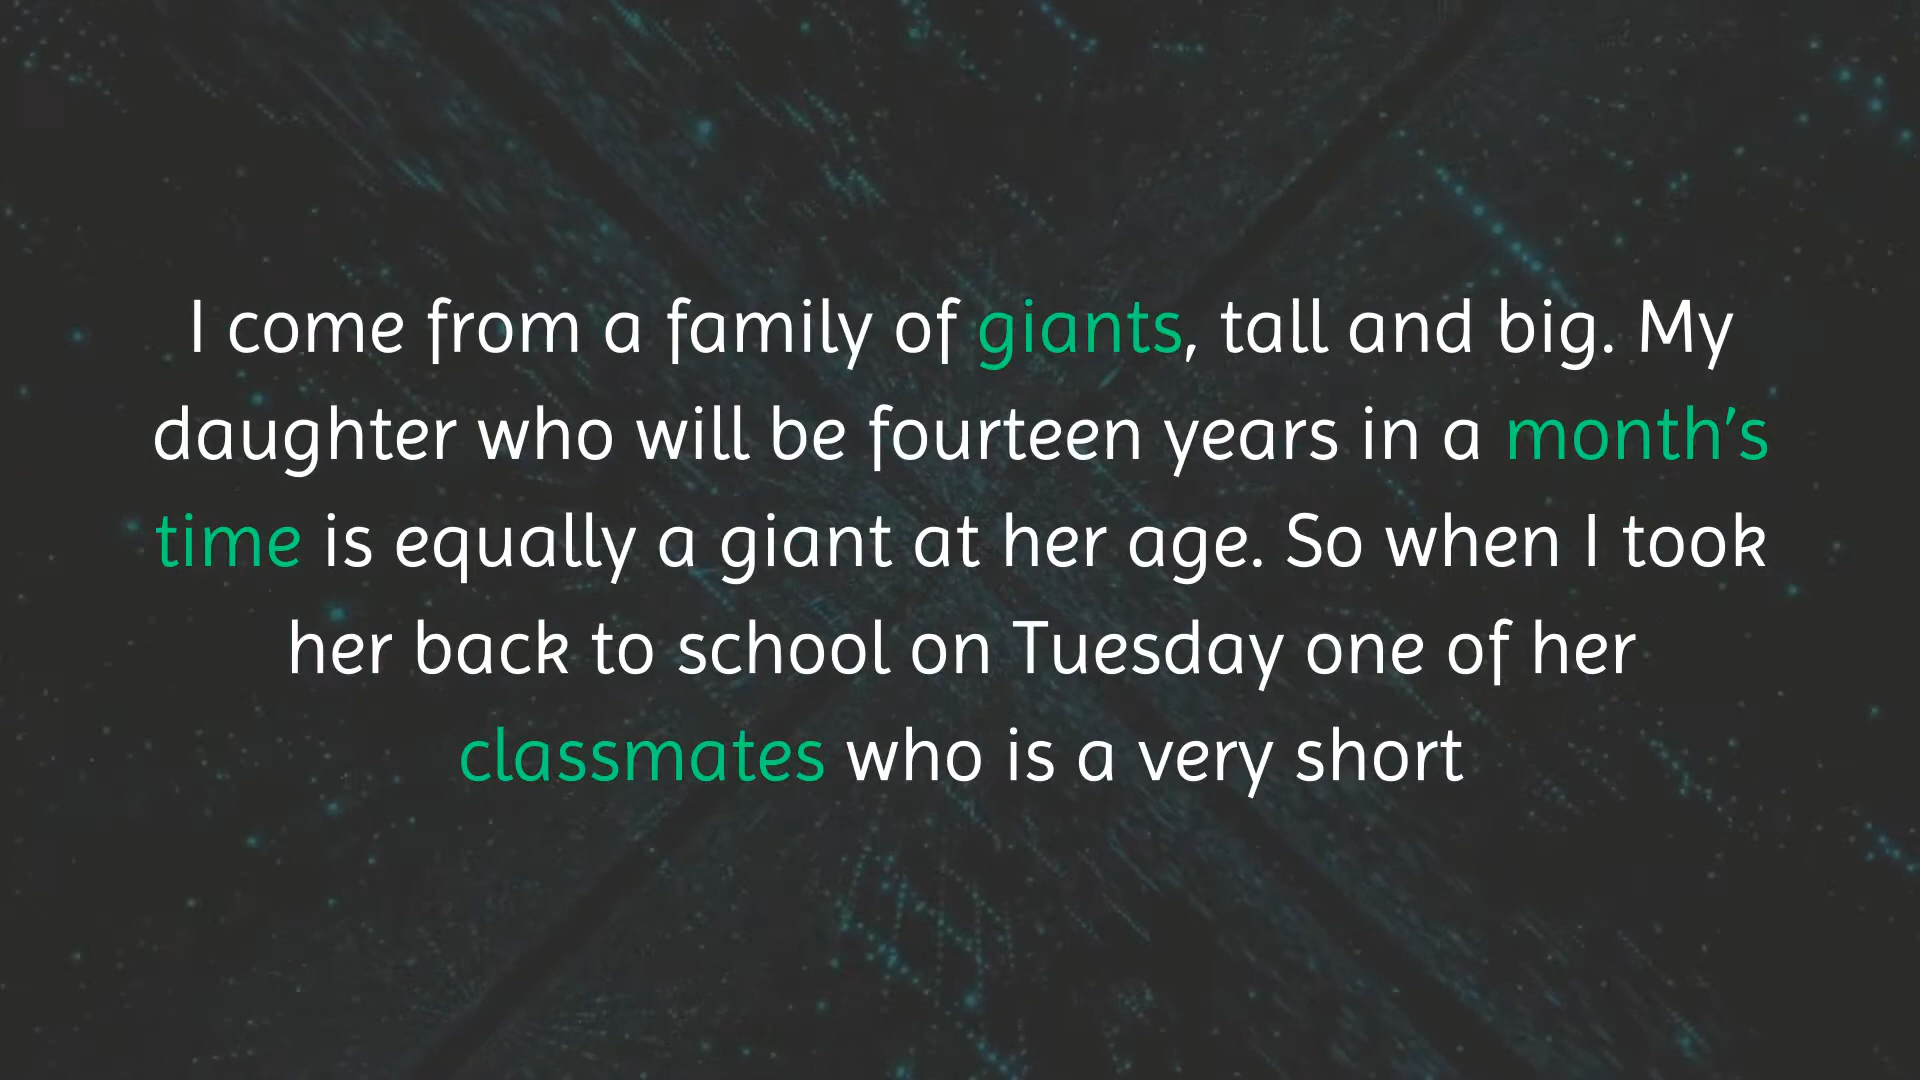 I come from a family of giants, tall and big. My
daughter who will be fourteen years in a month’s
time is equally a giant at her age. So when I took
her back to school on Tuesday one of her
classmates who is a very short